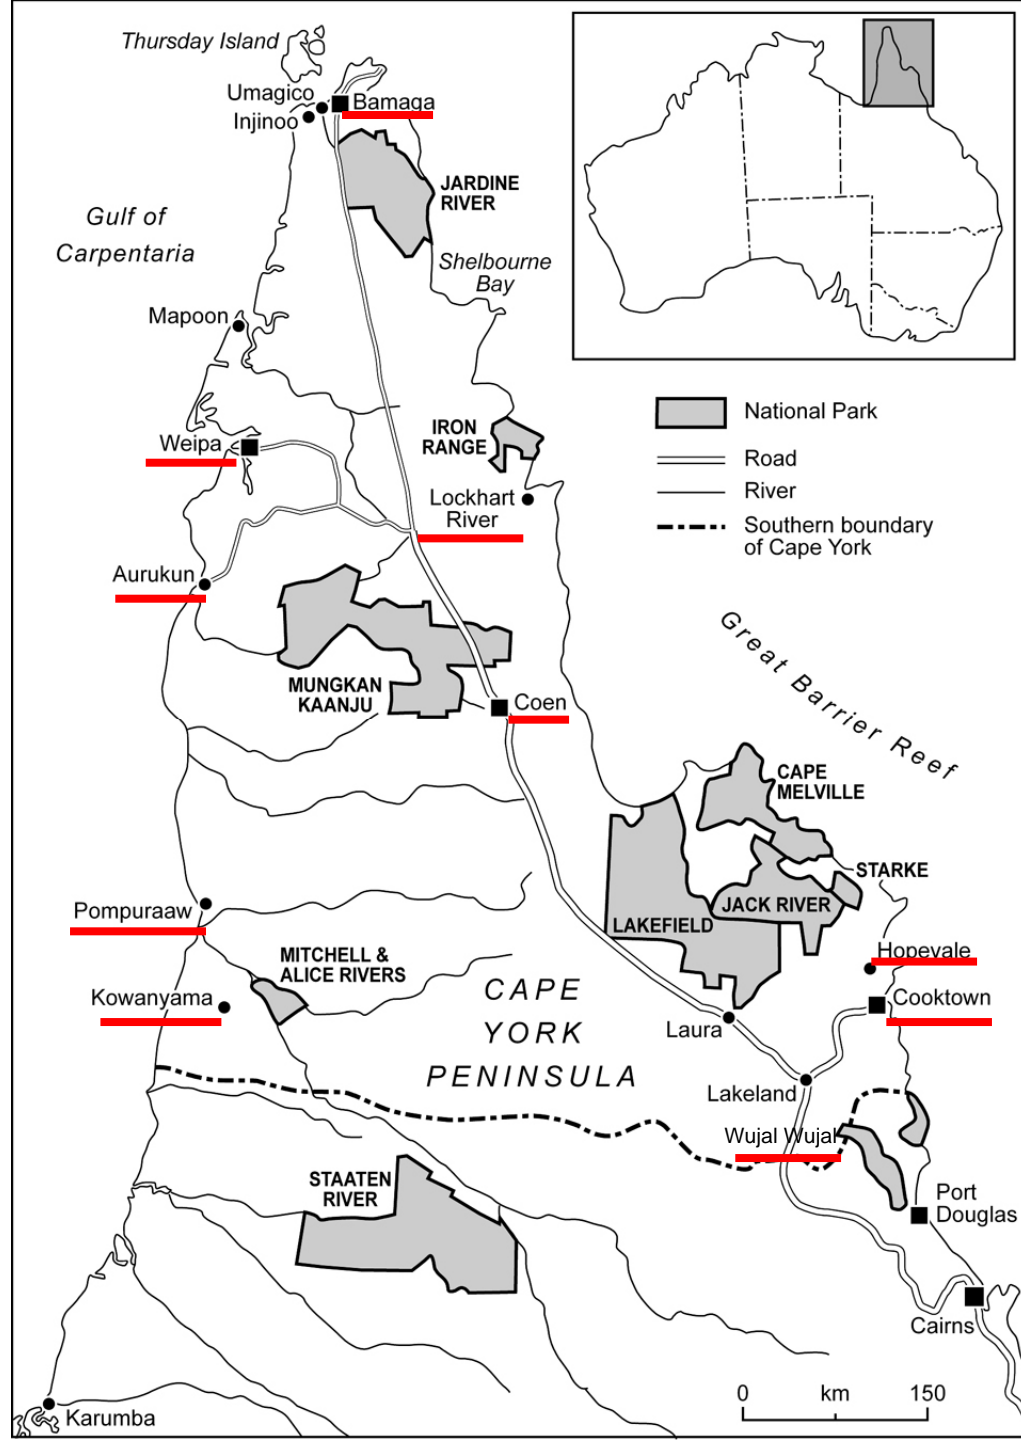 Thursday Island
Umagico
Bamaga
Injinoo
JARDINE
RIVER
Gulf of
Carpentaria
Shelbourne
Bay
Mapoon
National Park
IRON
RANGE
Weipa
Road
River
Lockhart
River
Southern boundary
of Cape York
Aurukun
Great Barrier Reef
MUNGKAN
KAANJU
Coen
CAPE
MELVILLE
STARKE
JACK RIVER
LAKEFIELD
Pompuraaw
Hopevale
MITCHELL &
ALICE RIVERS
Kowanyama
Cooktown
CAPE
YORK
PENINSULA
Laura
Lakeland
Wujal Wujal
STAATEN
RIVER
Port
Douglas
Cairns
0 km 150
Karumba